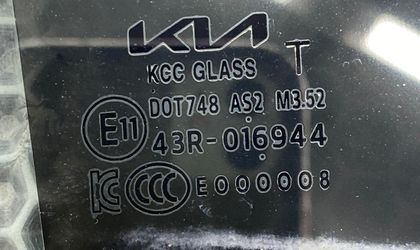 KIA
KCC GLASS T
DOT748 AS2 M3.52
E11 43R-016944
KC CCC E000008